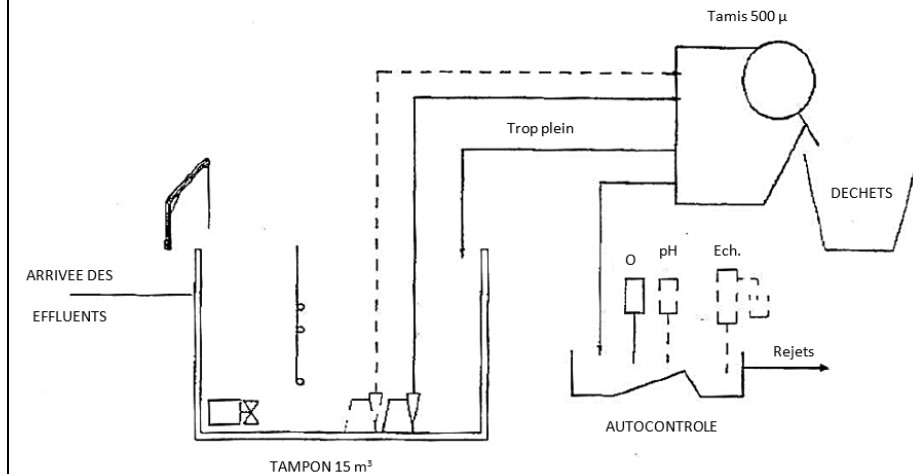 Tamis 500 µ
Trop plein
DECHETS
ARRIVEE DES
EFFLUENTS
O
pH
Ech.
Rejets
AUTOCONTROLE
TAMPON 15 m³